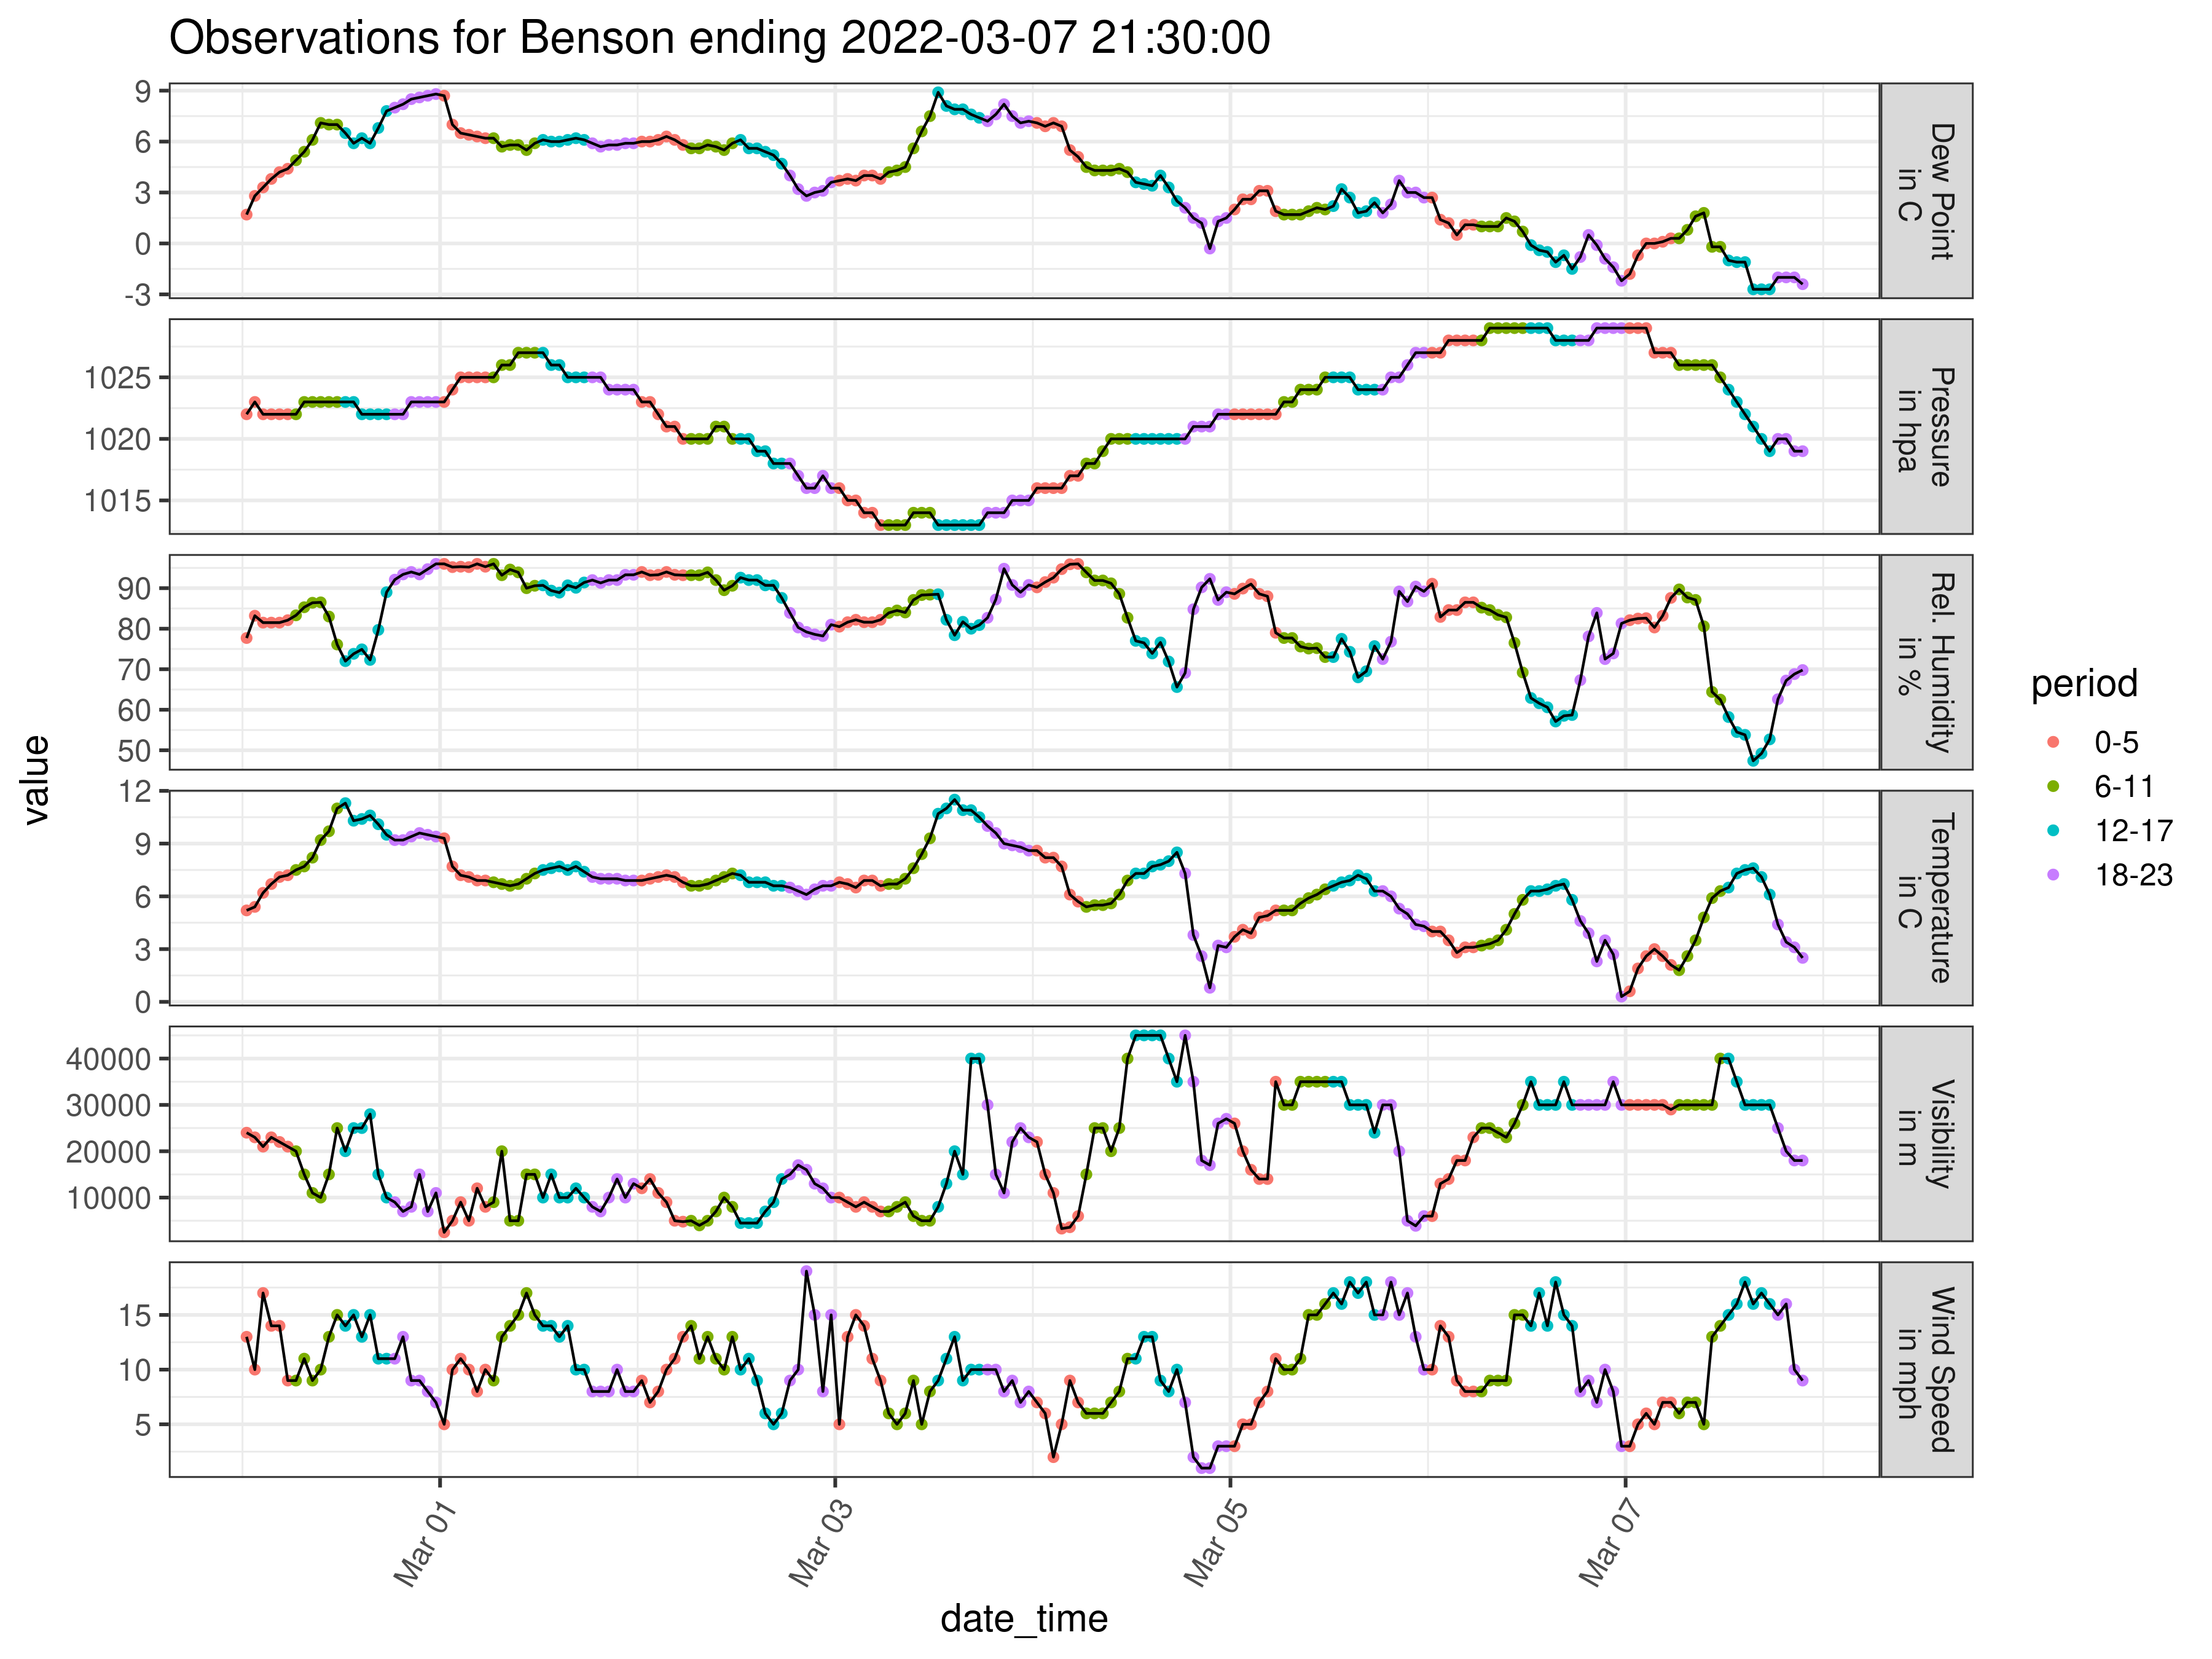 Observations for Benson ending 2022-03-07 21:30:00
value
9
6
3
0
-3
Dew Point
in C
1025
1020
1015
Pressure
in hpa
90
80
70
60
50
Rel. Humidity
in %
12
9
6
3
0
Temperature
in C
40000
30000
20000
10000
Visibility
in m
15
10
5
Wind Speed
in mph
Mar 01
Mar 03
Mar 05
Mar 07
date_time
period
0-5
6-11
12-17
18-23